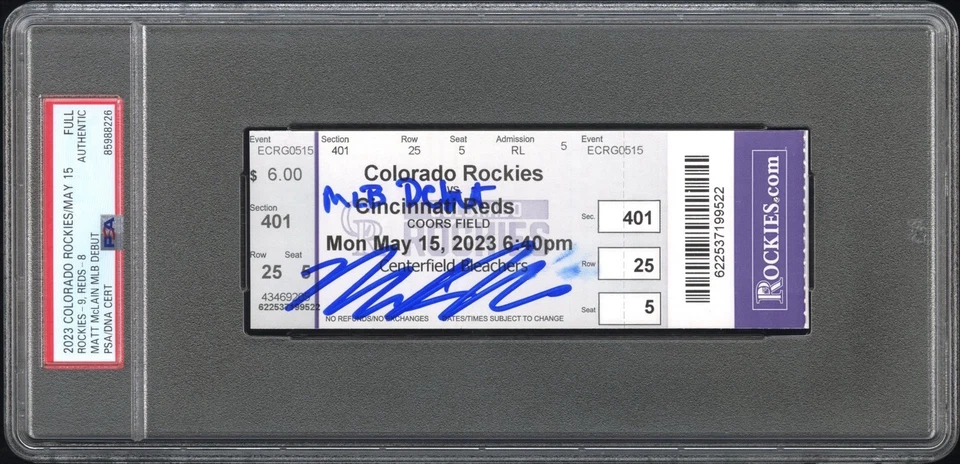 2023 COLORADO ROCKIES/MAY 15 FULL
ROCKIES - 9, REDS - 8 AUTHENTIC
MATT McLAIN MLB DEBUT
PSA/DNA CERT 85988226
PSA
Event
ECRG0515
$ 6.00
Section
401
Row Seat
25 5
622537199522
Section Row Seat Admission
401 25 5 RL 5
Event
ECRG0515
Colorado Rockies
vs
MLB Debut
Cincinnati Reds
COORS FIELD
ROCKIES
Mon May 15, 2023 6:40pm
Centerfield Bleachers
NO REFUNDS/NO EXCHANGES DATES/TIMES SUBJECT TO CHANGE
Sec. 401
Row 25
Seat 5
622537199522
ROCKIES.com